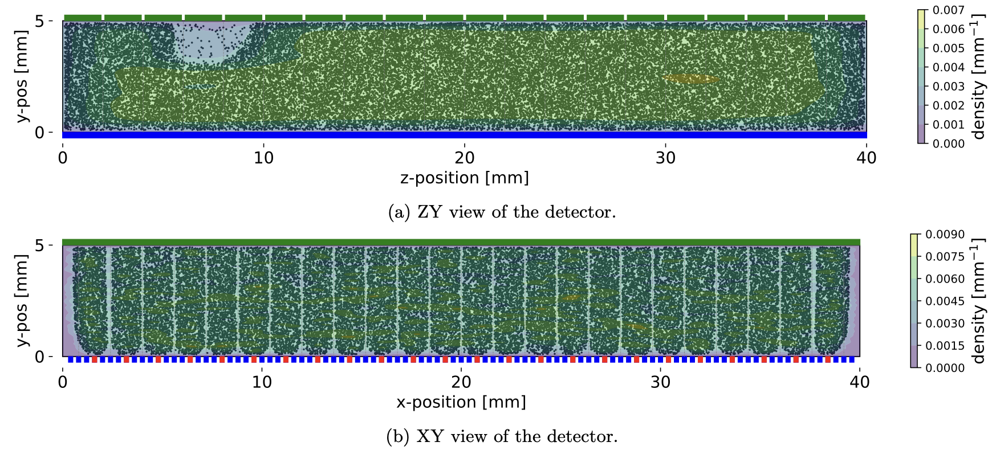 5
0
y-pos [mm]
0 10 20 30 40
z-position [mm]
0.007
0.006
0.005
0.004
0.003
0.002
0.001
0.000
density [mm⁻¹]
(a) ZY view of the detector.
5
0
y-pos [mm]
0 10 20 30 40
x-position [mm]
0.0090
0.0075
0.0060
0.0045
0.0030
0.0015
0.0000
density [mm⁻¹]
(b) XY view of the detector.